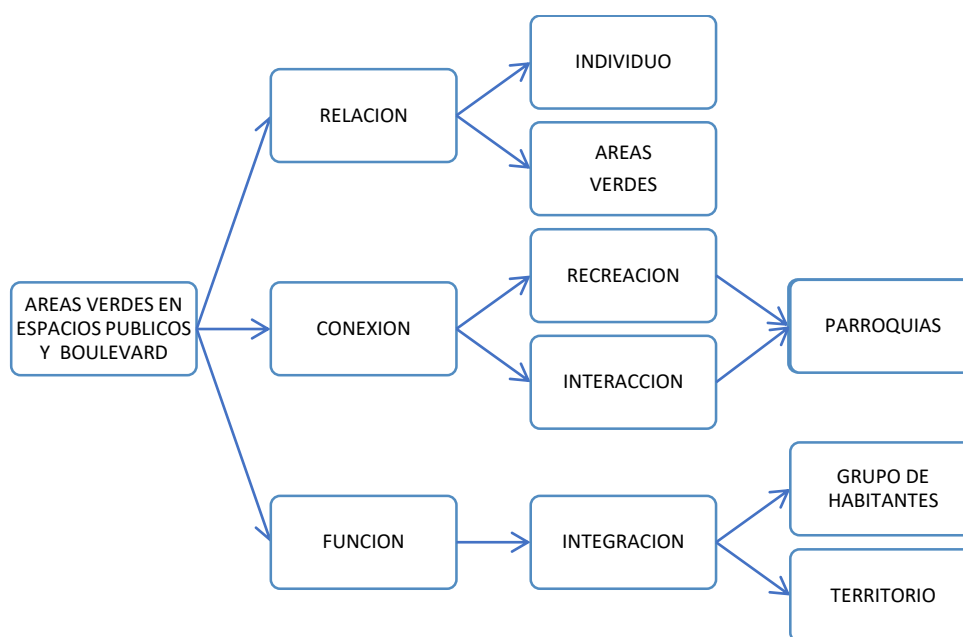 AREAS VERDES EN
ESPACIOS PUBLICOS
Y BOULEVARD
RELACION
INDIVIDUO
AREAS
VERDES
CONEXION
RECREACION
INTERACCION
PARROQUIAS
FUNCION
INTEGRACION
GRUPO DE
HABITANTES
TERRITORIO